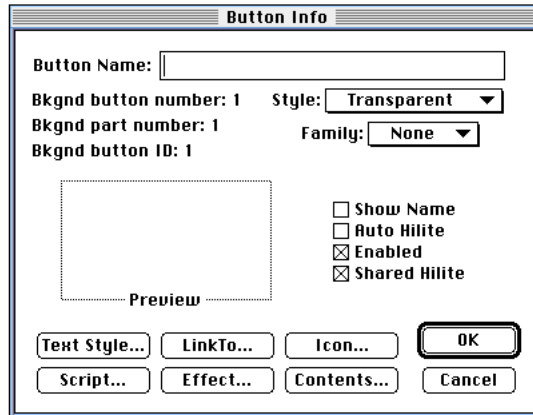 Button Info
Button Name:
Bkgnd button number: 1 Style: Transparent
Bkgnd part number: 1 Family: None
Bkgnd button ID: 1
Show Name
Auto Hilite
Enabled
Shared Hilite
Preview
Text Style... LinkTo... Icon... OK
Script... Effect... Contents... Cancel